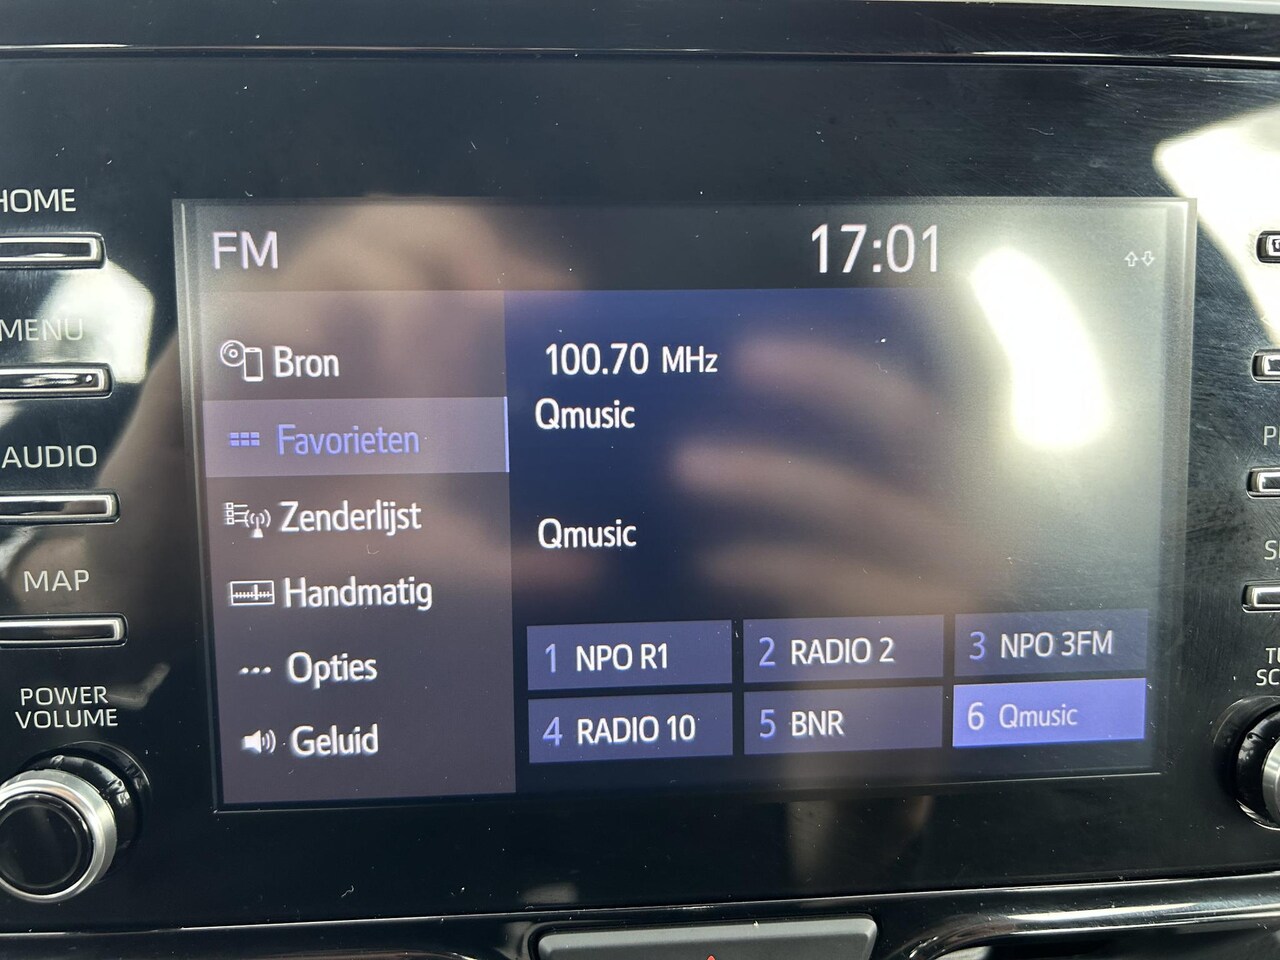 HOME
MENU
AUDIO
MAP
POWER
VOLUME
FM
17:01
Bron
Favorieten
Zenderlijst
Handmatig
Opties
Geluid
100.70 MHz
Qmusic
Qmusic
1 NPO R1
2 RADIO 2
3 NPO 3FM
4 RADIO 10
5 BNR
6 Qmusic